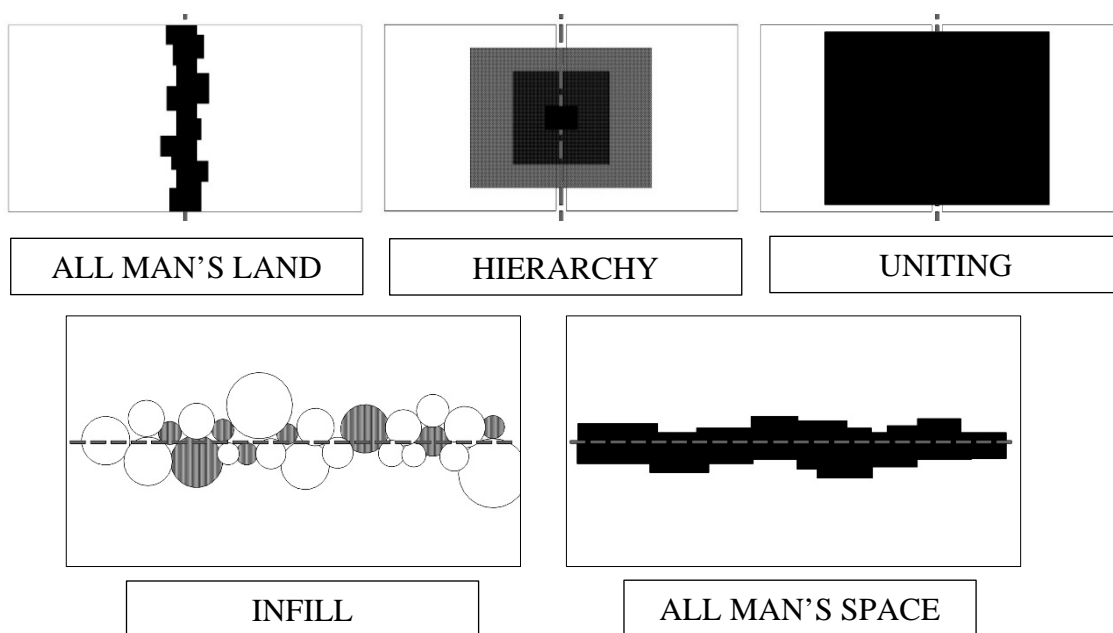 ALL MAN’S LAND
HIERARCHY
UNITING
INFILL
ALL MAN’S SPACE